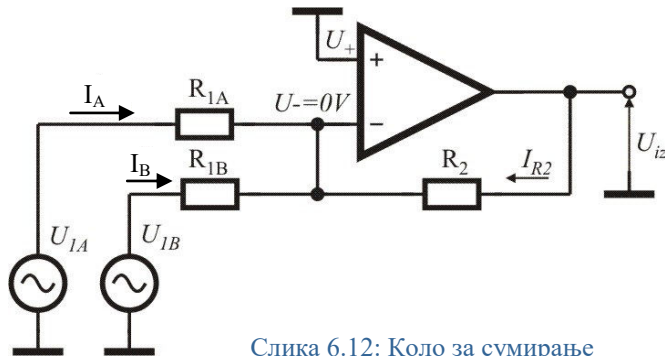 U+
+
IA
R1A
U-=0V
−
IB
R1B
R2
IR2
Uiz
U1A
U1B
Слика 6.12: Коло за сумирање